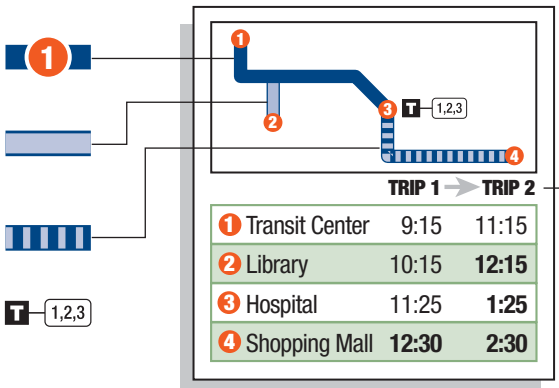 1
1
2
3 T 1,2,3
4
TRIP 1 TRIP 2
1 Transit Center 9:15 11:15
2 Library 10:15 12:15
3 Hospital 11:25 1:25
4 Shopping Mall 12:30 2:30
T 1,2,3